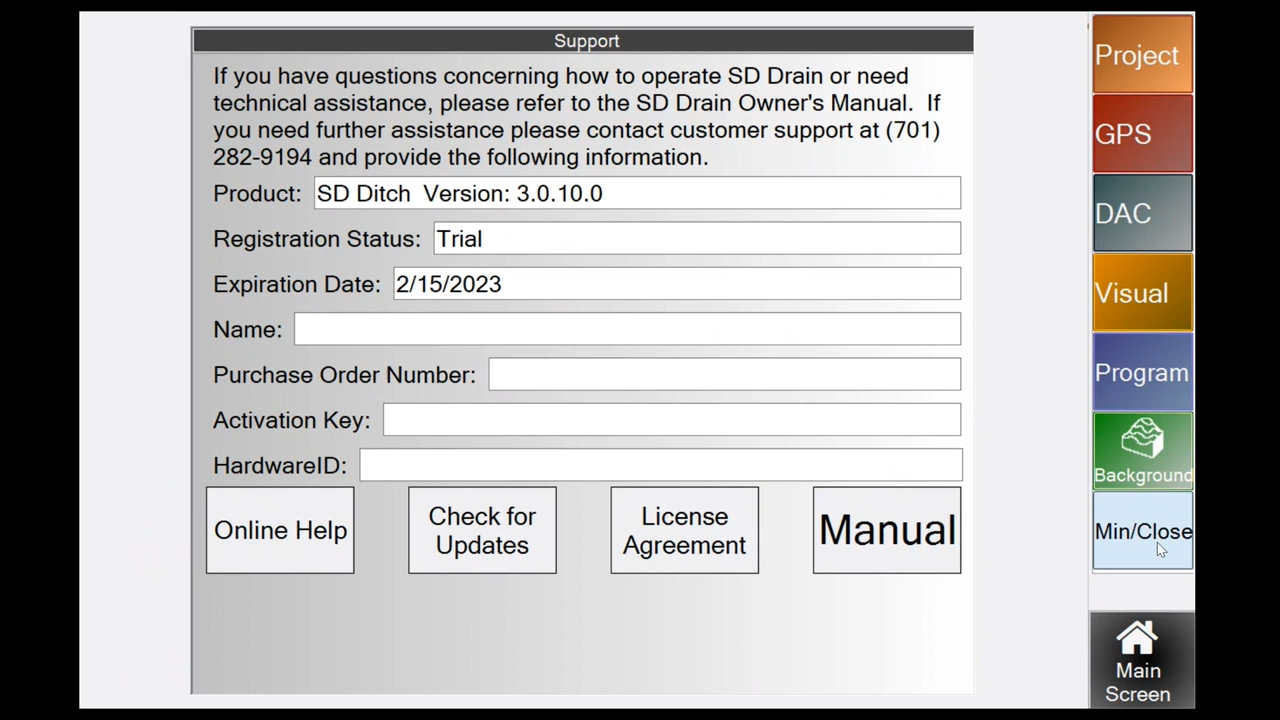 Support
If you have questions concerning how to operate SD Drain or need
technical assistance, please refer to the SD Drain Owner's Manual.  If
you need further assistance please contact customer support at (701)
282-9194 and provide the following information.
Product: SD Ditch  Version: 3.0.10.0
Registration Status: Trial
Expiration Date: 2/15/2023
Name:
Purchase Order Number:
Activation Key:
HardwareID:
Online Help
Check for
Updates
License
Agreement
Manual
Project
GPS
DAC
Visual
Program
Background
Min/Close
Main
Screen